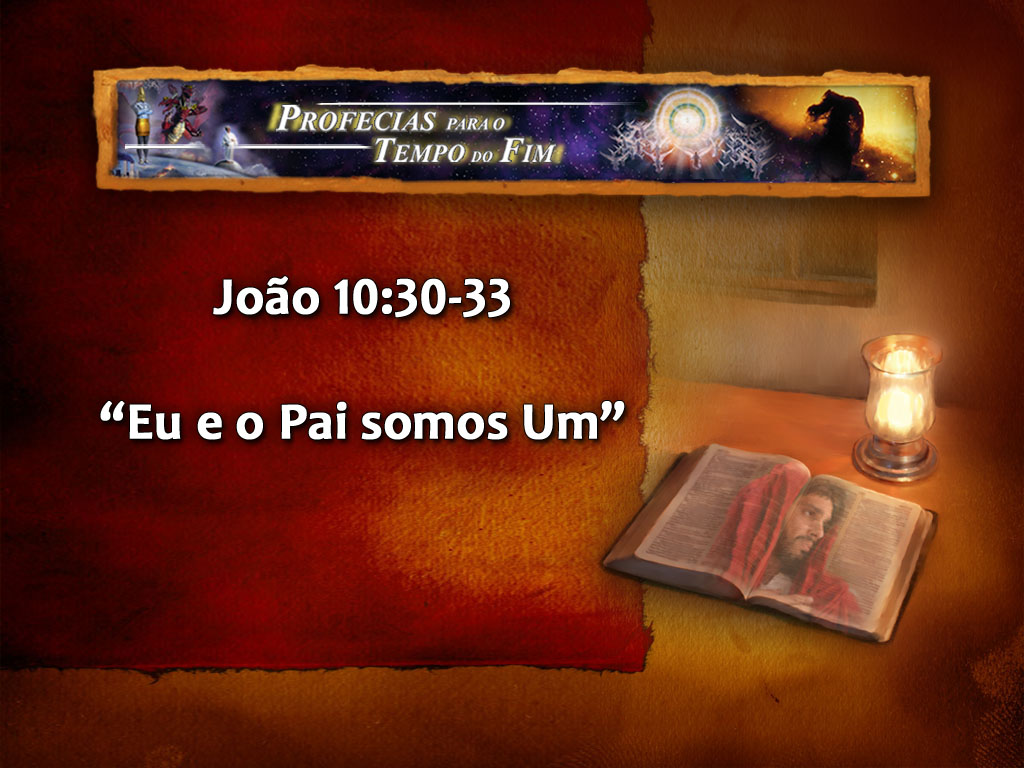 PROFECIAS PARA O
TEMPO DO FIM
João 10:30-33
“Eu e o Pai somos Um”